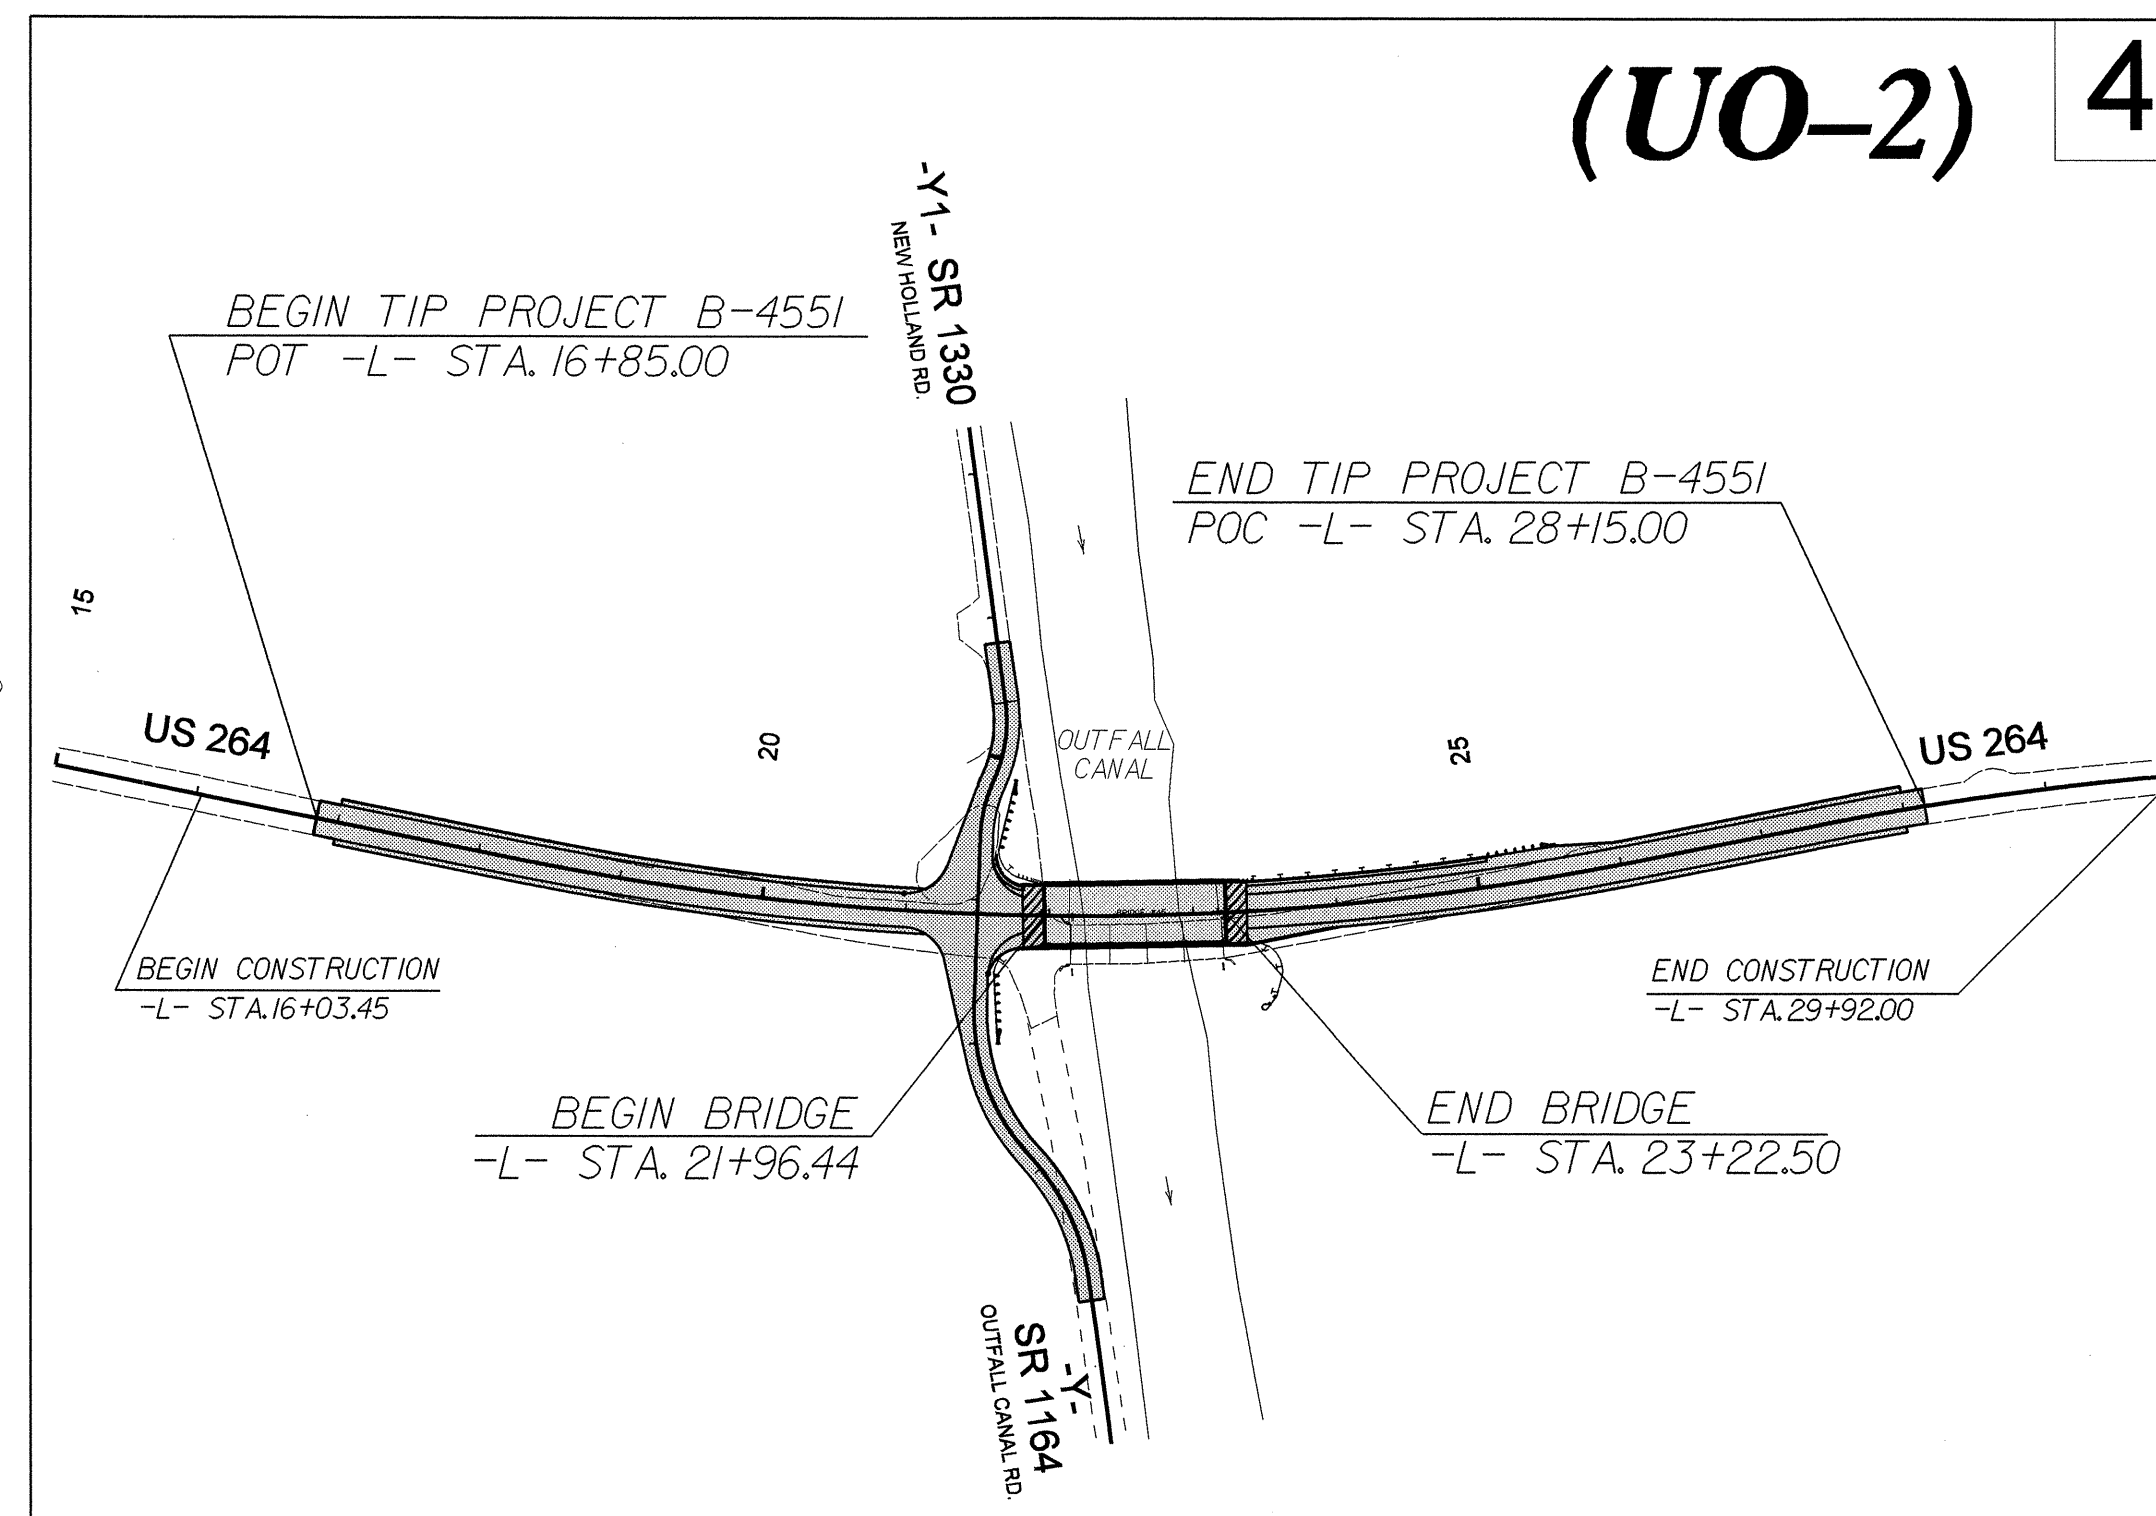 (UO–2)
4
-Y1- SR 1330
NEW HOLLAND RD.
BEGIN TIP PROJECT B-4551
POT -L- STA. 16+85.00
END TIP PROJECT B-4551
POC -L- STA. 28+15.00
15
20
25
US 264
OUTFALL
CANAL
US 264
BEGIN CONSTRUCTION
-L- STA.16+03.45
END CONSTRUCTION
-L- STA.29+92.00
BEGIN BRIDGE
-L- STA. 21+96.44
END BRIDGE
-L- STA. 23+22.50
-Y-
SR 1164
OUTFALL CANAL RD.